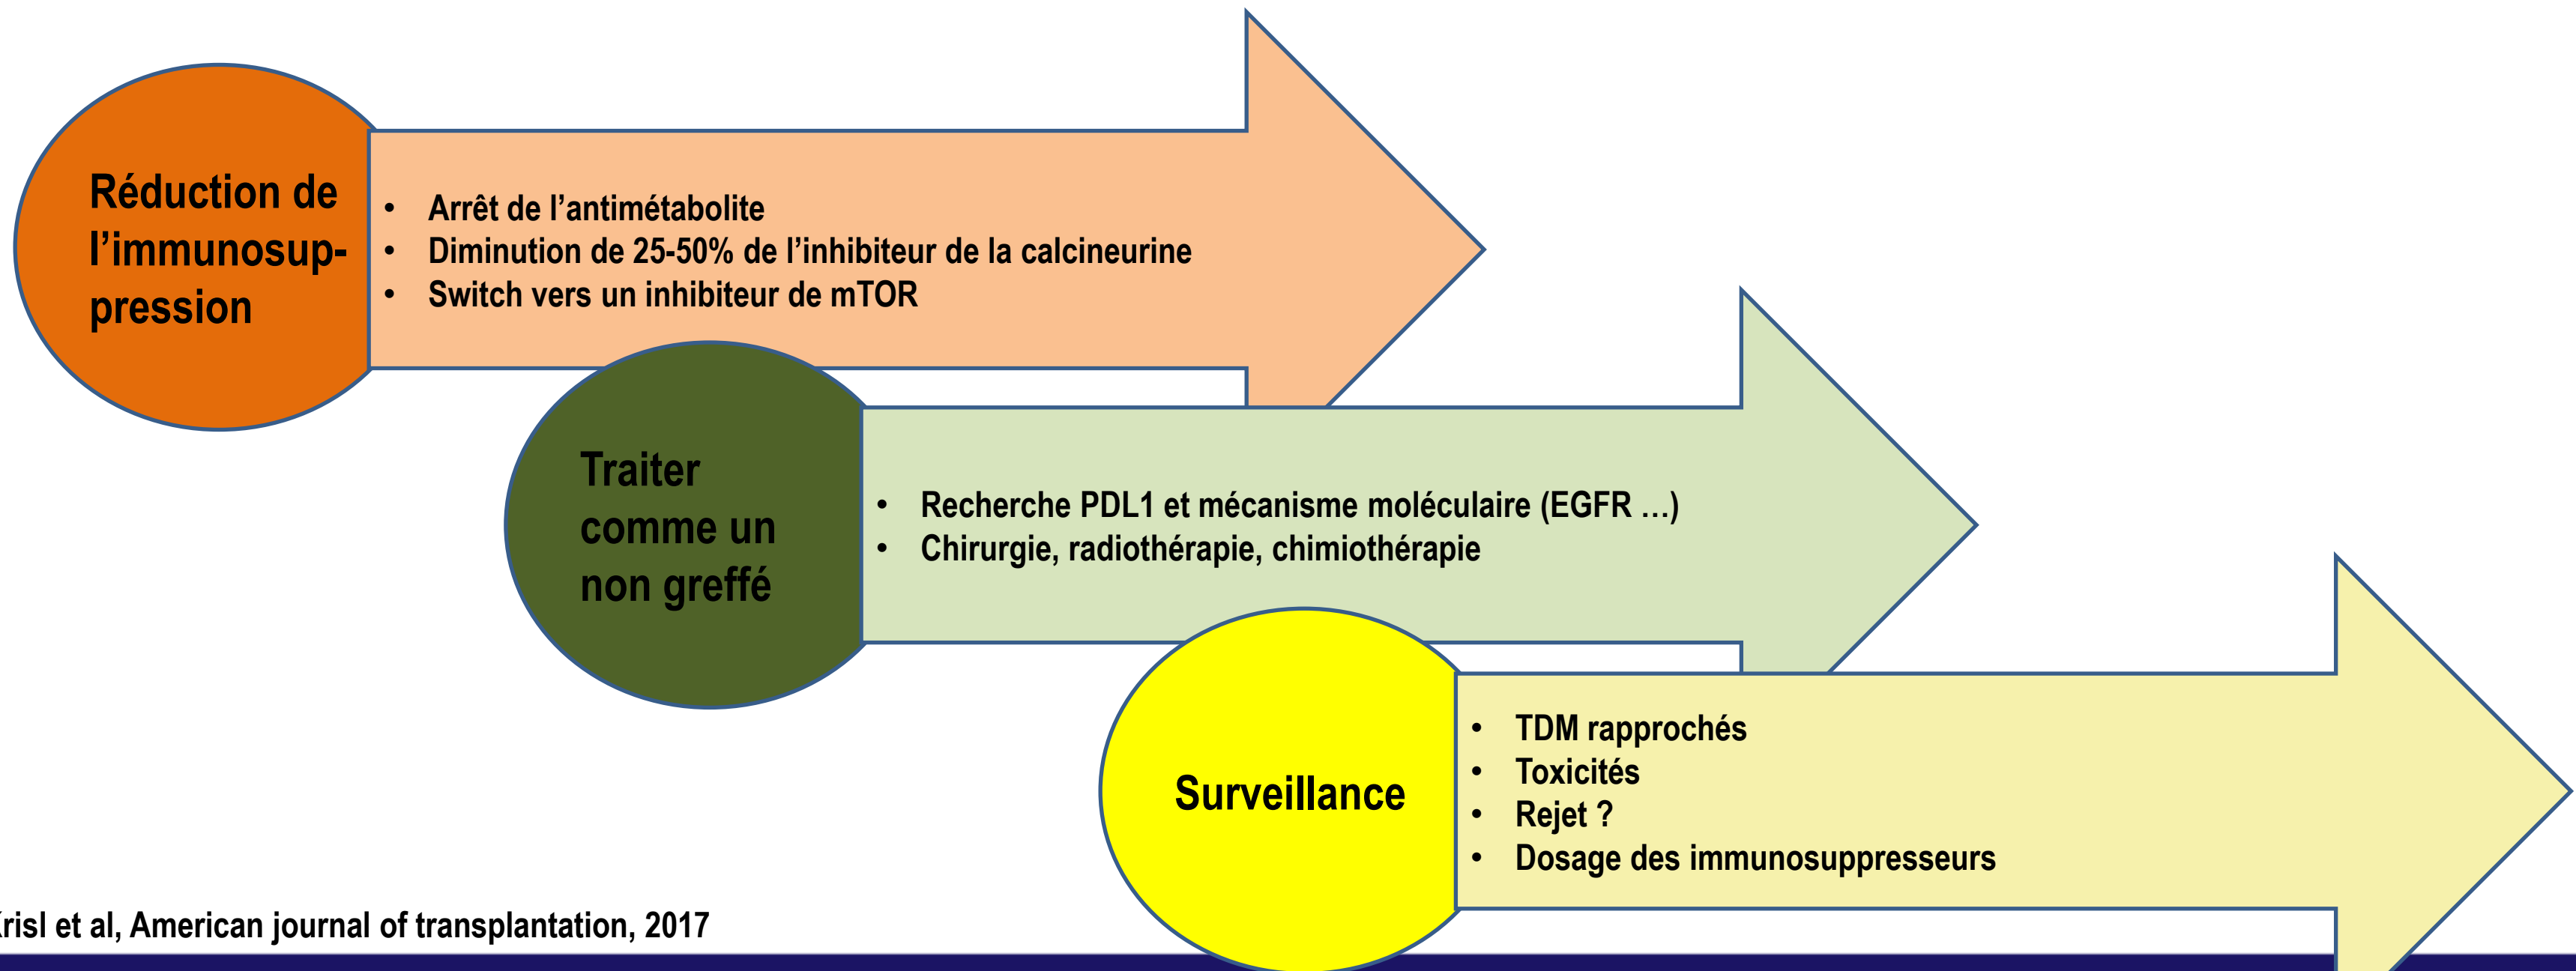 Réduction de
l’immunosup-
pression
• Arrêt de l’antimétabolite
• Diminution de 25-50% de l’inhibiteur de la calcineurine
• Switch vers un inhibiteur de mTOR
Traiter
comme un
non greffé
• Recherche PDL1 et mécanisme moléculaire (EGFR …)
• Chirurgie, radiothérapie, chimiothérapie
Surveillance
• TDM rapprochés
• Toxicités
• Rejet ?
• Dosage des immunosuppresseurs
et al, American journal of transplantation, 2017